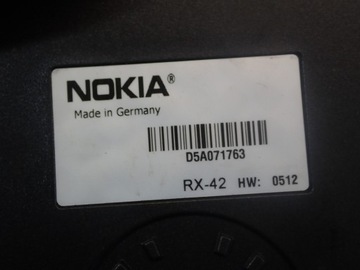 NOKIA®
Made in Germany
D5A071763
RX-42 HW: 0512